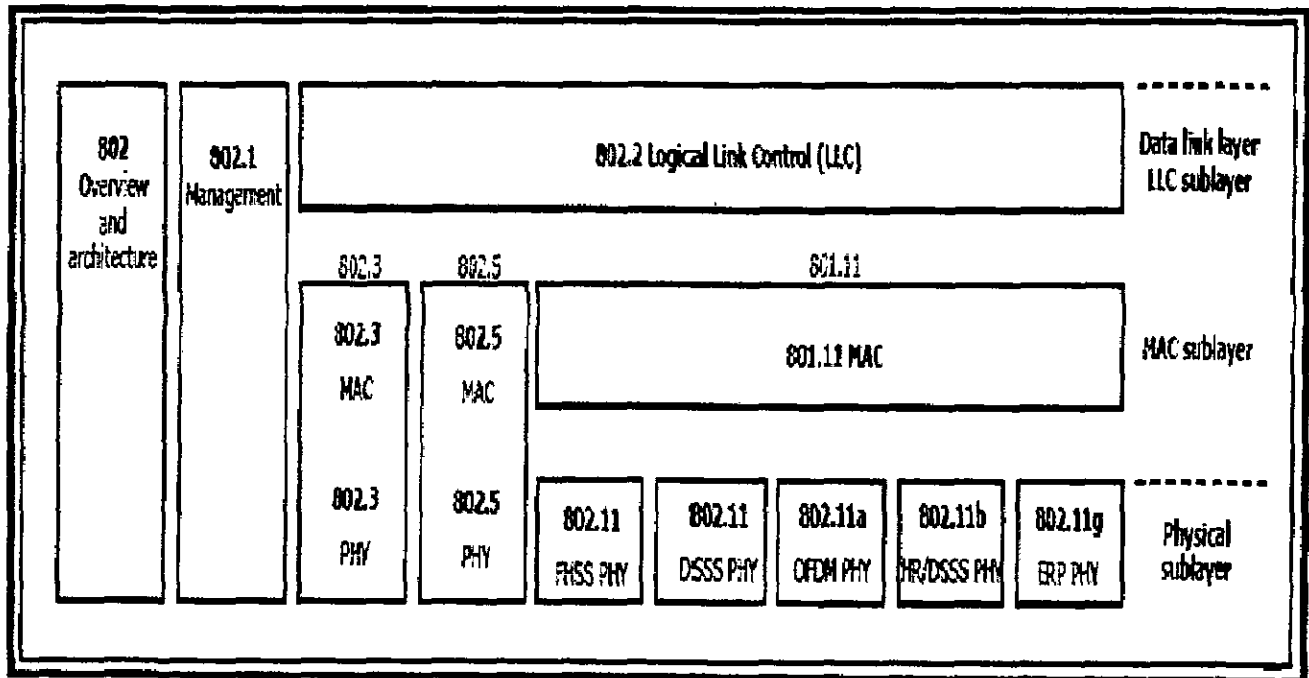 802
Overview
and
architecture
802.1
Management
802.2 Logical Link Control (LLC)
Data link layer
LLC sublayer
802.3
802.5
801.11
802.3
MAC
802.5
MAC
801.11 MAC
MAC sublayer
802.3
PHY
802.5
PHY
802.11
FHSS PHY
802.11
DSSS PHY
802.11a
OFDM PHY
802.11b
HR/DSSS PHY
802.11g
ERP PHY
Physical
sublayer